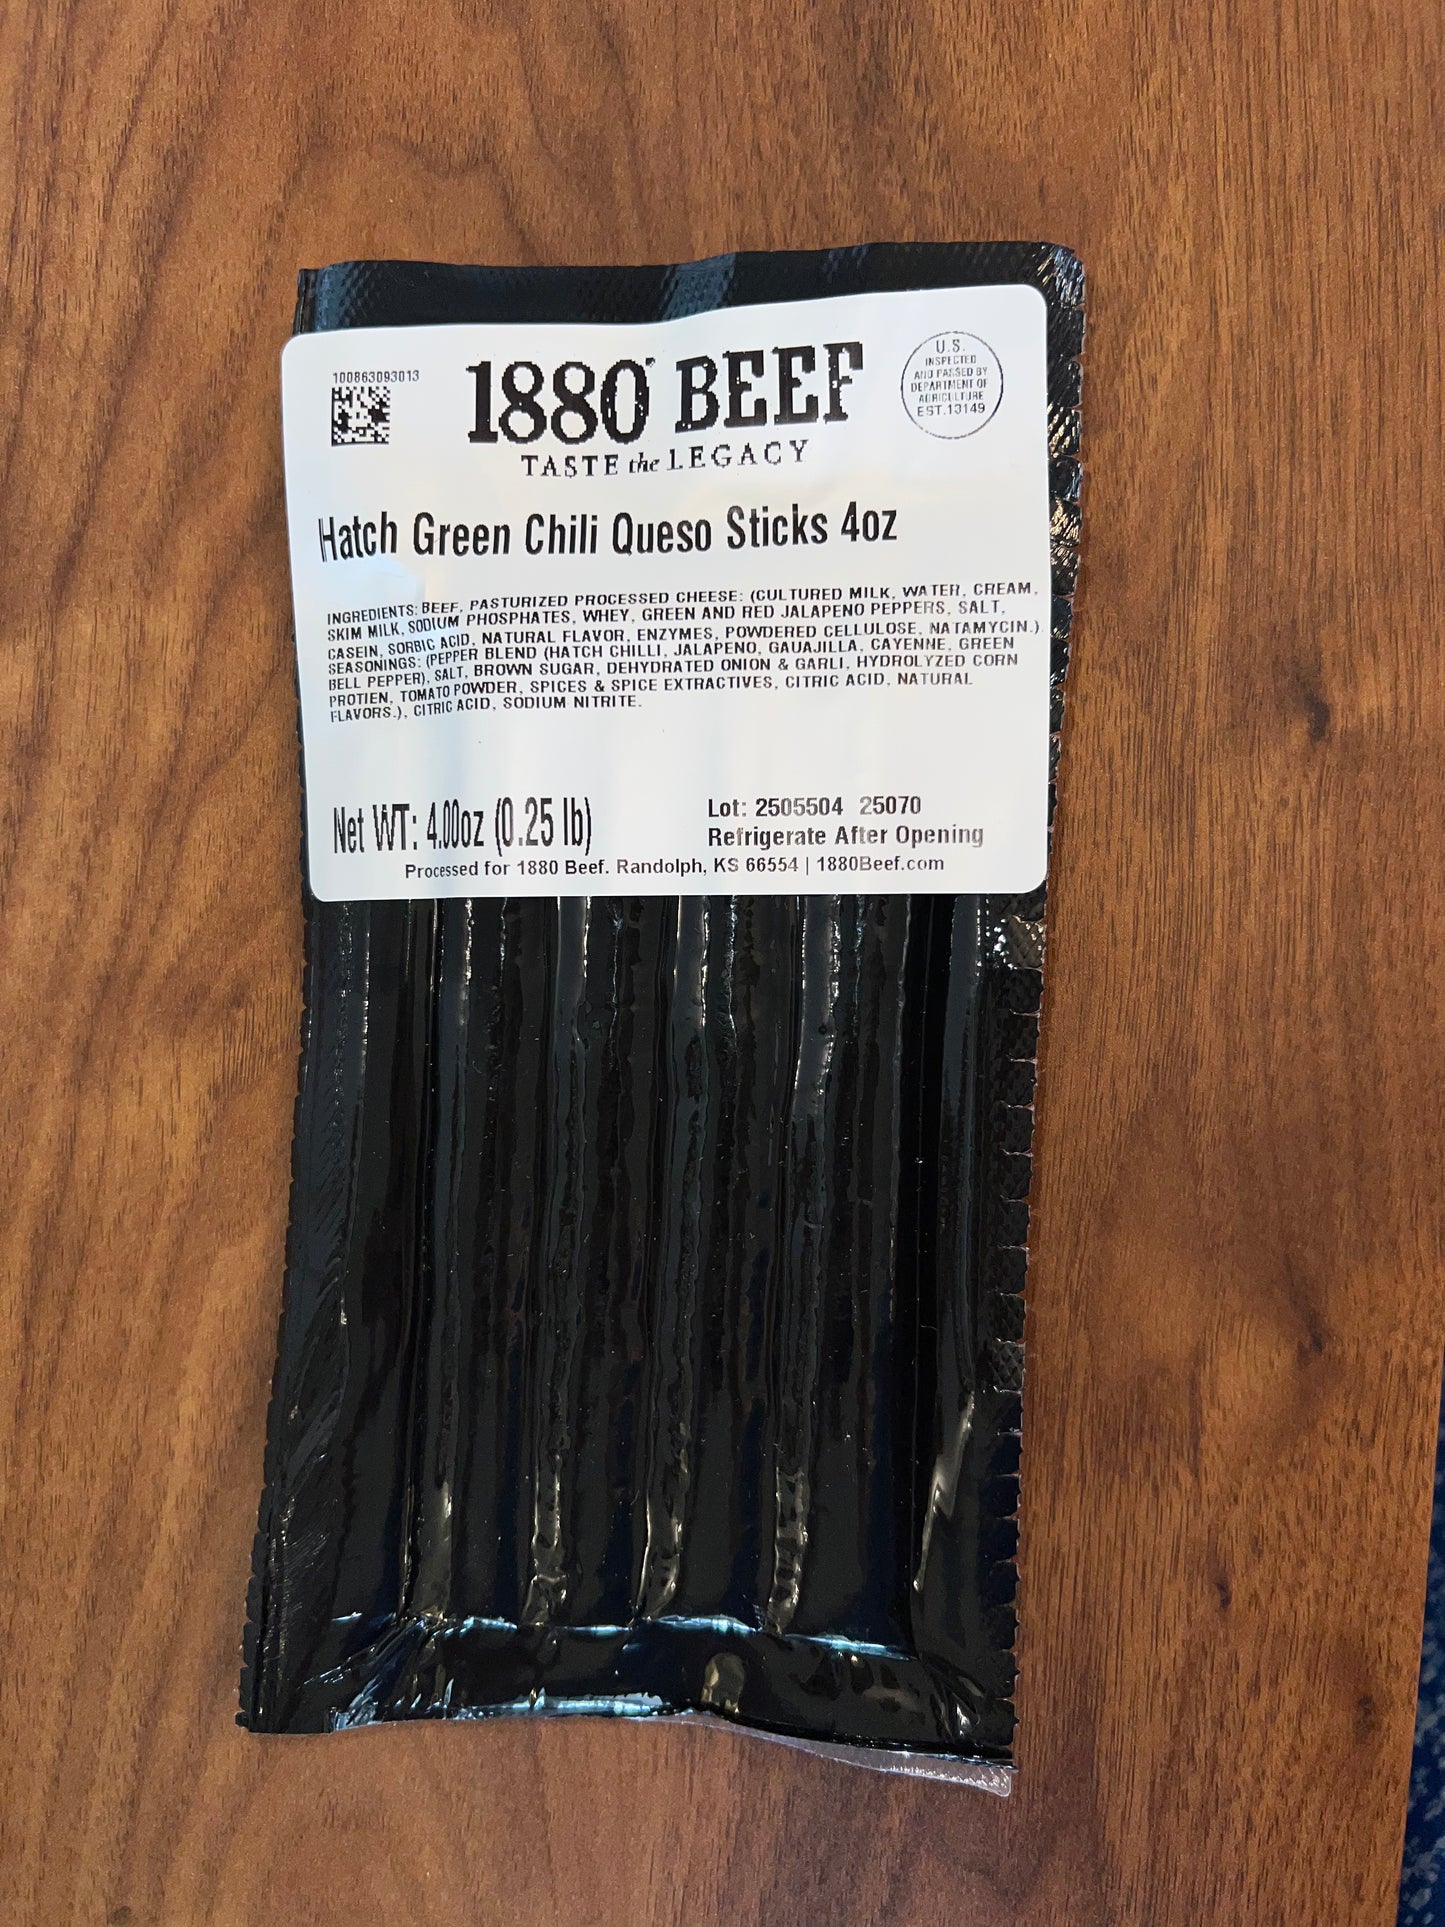 100863093013
1880 BEEF
TASTE the LEGACY
U.S.
INSPECTED
AND PASSED BY
DEPARTMENT OF
AGRICULTURE
EST.13149
Hatch Green Chili Queso Sticks 4oz
INGREDIENTS: BEEF, PASTURIZED PROCESSED CHEESE: (CULTURED MILK, WATER, CREAM,
SKIM MILK, SODIUM PHOSPHATES, WHEY, GREEN AND RED JALAPENO PEPPERS, SALT,
CASEIN, SORBIC ACID, NATURAL FLAVOR, ENZYMES, POWDERED CELLULOSE, NATAMYCIN.)
SEASONINGS: (PEPPER BLEND (HATCH CHILLI, JALAPENO, GAUAJILLA, CAYENNE, GREEN
BELL PEPPER), SALT, BROWN SUGAR, DEHYDRATED ONION & GARLI, HYDROLYZED CORN
PROTIEN, TOMATO POWDER, SPICES & SPICE EXTRACTIVES, CITRIC ACID, NATURAL
FLAVORS.), CITRIC ACID, SODIUM NITRITE.
Net WT: 4.00oz (0.25 lb)
Lot: 2505504 25070
Refrigerate After Opening
Processed for 1880 Beef. Randolph, KS 66554 | 1880Beef.com